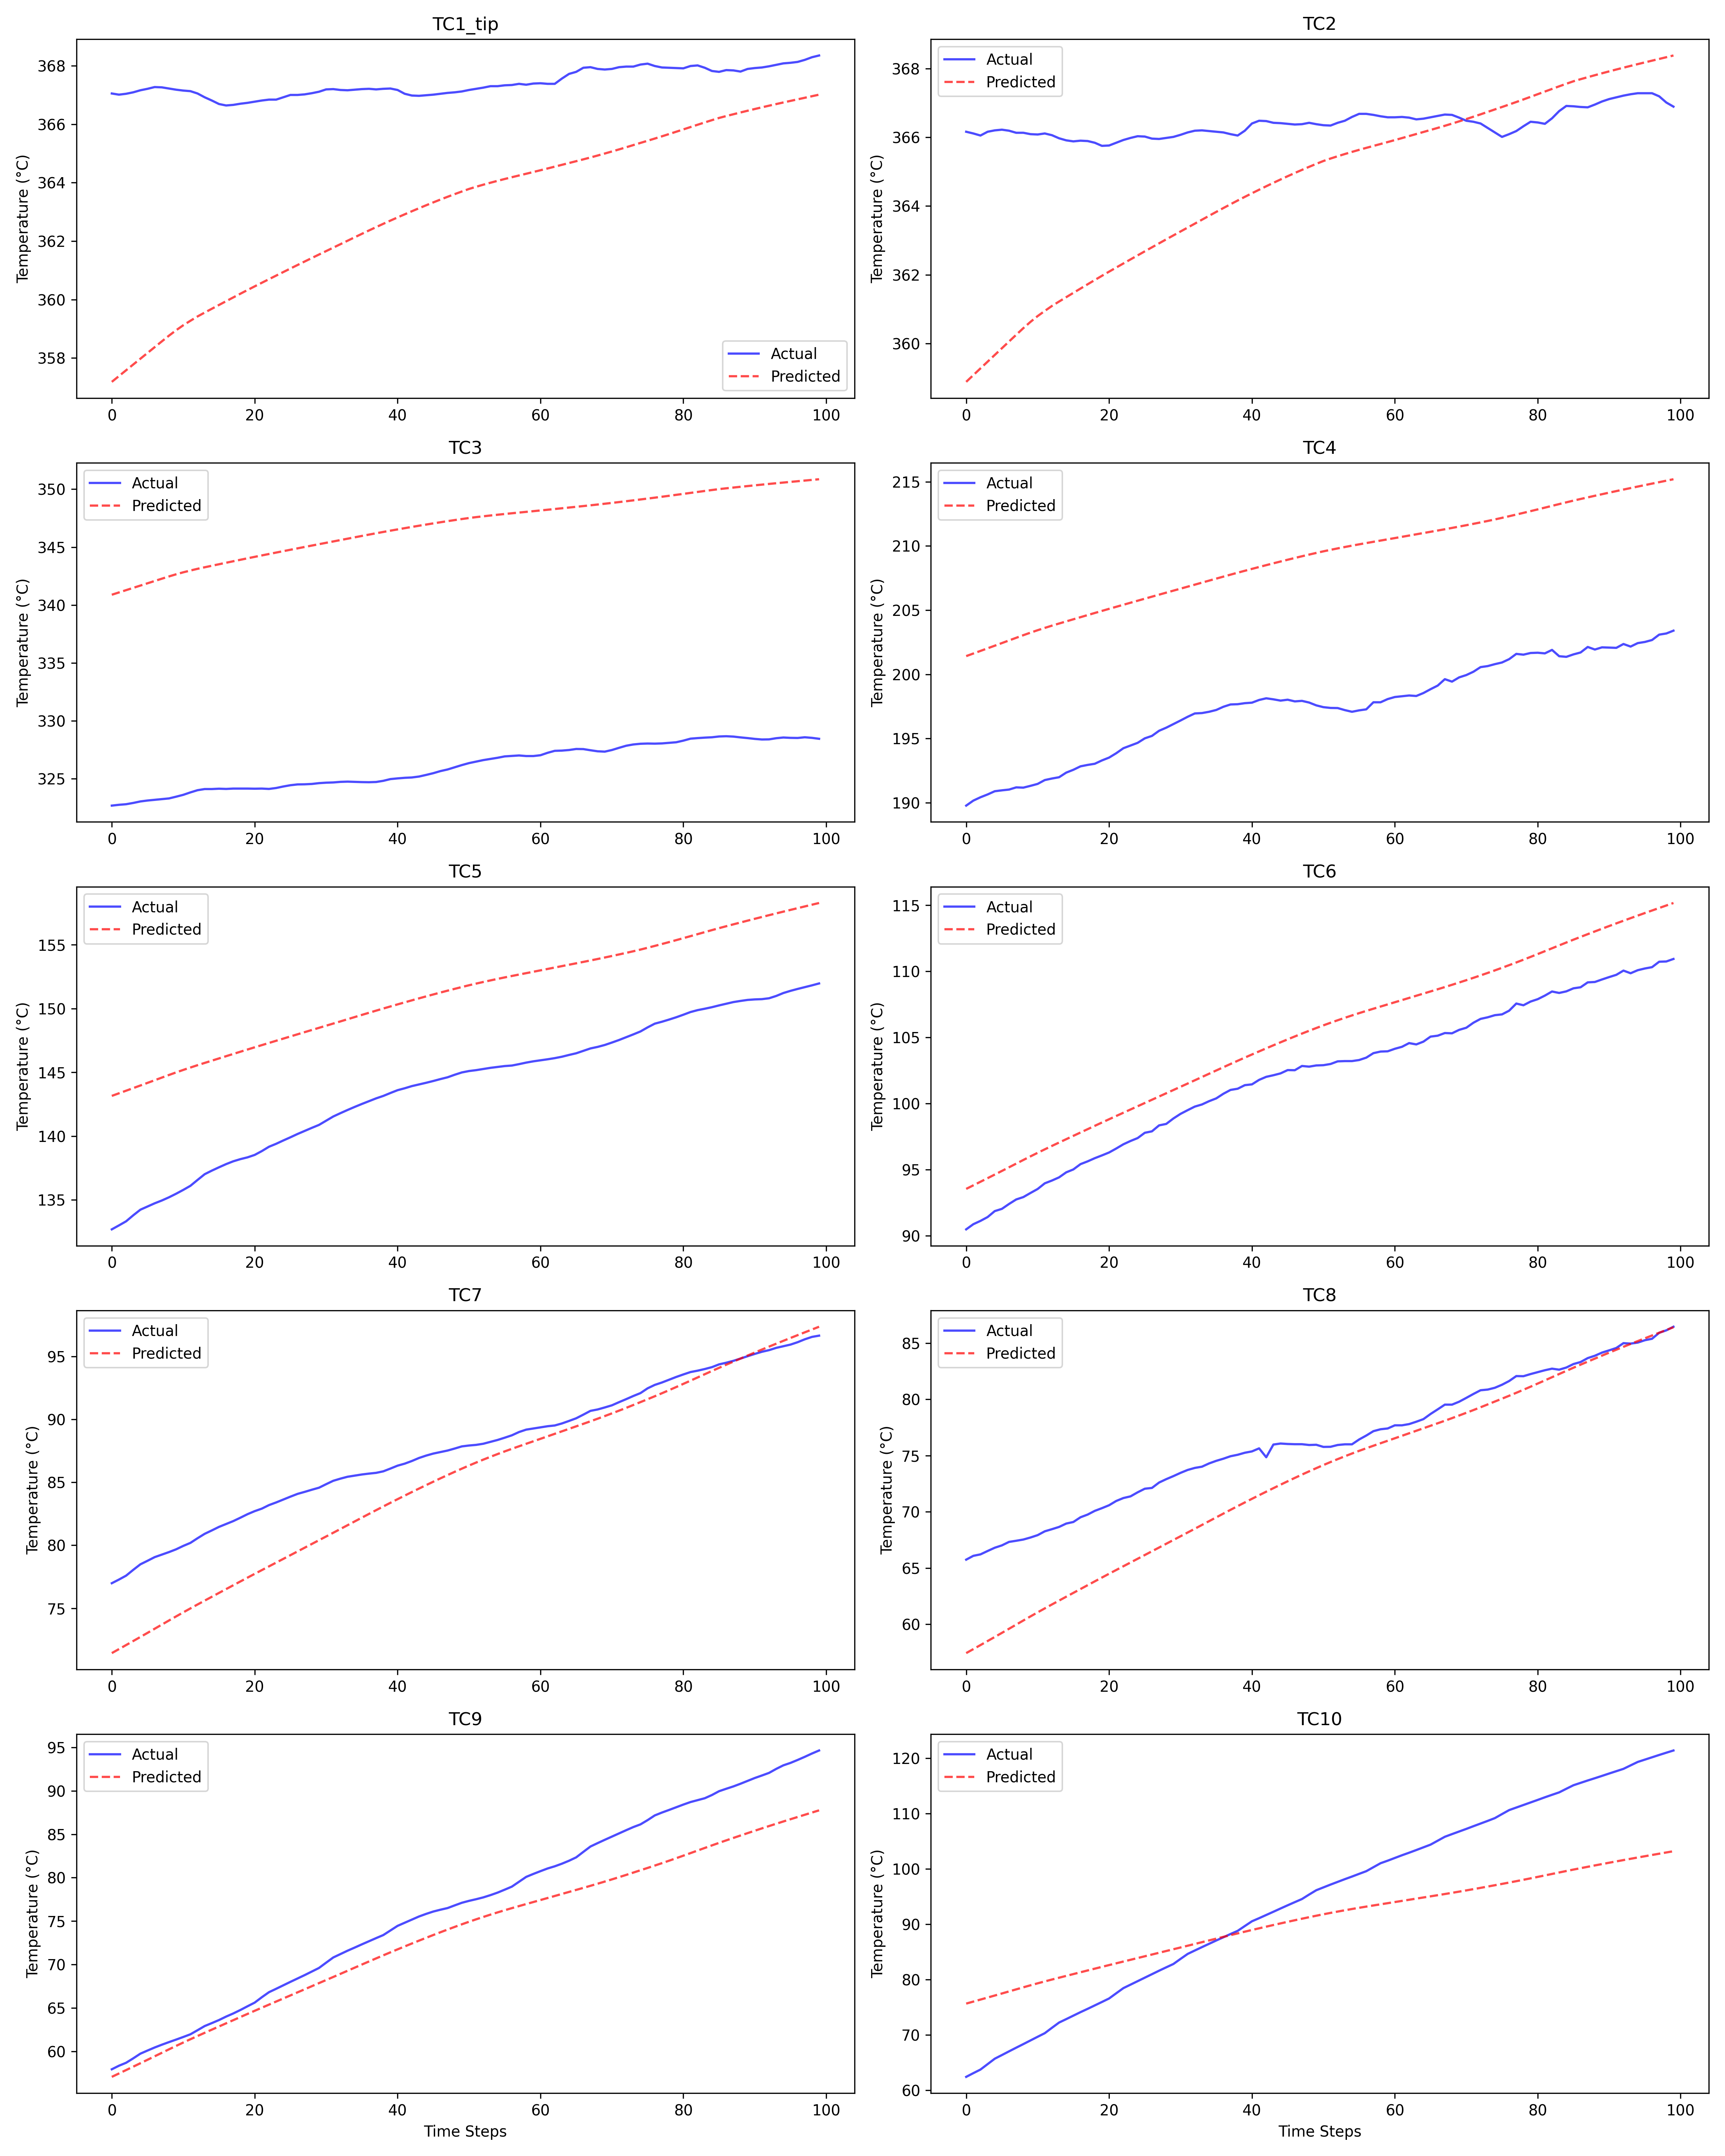 TC1_tip
Temperature (°C)
368
366
364
362
360
358
0 20 40 60 80 100
Actual
Predicted
TC2
Temperature (°C)
368
366
364
362
360
0 20 40 60 80 100
Actual
Predicted
TC3
Temperature (°C)
350
345
340
335
330
325
0 20 40 60 80 100
Actual
Predicted
TC4
Temperature (°C)
215
210
205
200
195
190
0 20 40 60 80 100
Actual
Predicted
TC5
Temperature (°C)
155
150
145
140
135
0 20 40 60 80 100
Actual
Predicted
TC6
Temperature (°C)
115
110
105
100
95
90
0 20 40 60 80 100
Actual
Predicted
TC7
Temperature (°C)
95
90
85
80
75
0 20 40 60 80 100
Actual
Predicted
TC8
Temperature (°C)
85
80
75
70
65
60
0 20 40 60 80 100
Actual
Predicted
TC9
Temperature (°C)
95
90
85
80
75
70
65
60
0 20 40 60 80 100
Time Steps
Actual
Predicted
TC10
Temperature (°C)
120
110
100
90
80
70
60
0 20 40 60 80 100
Time Steps
Actual
Predicted